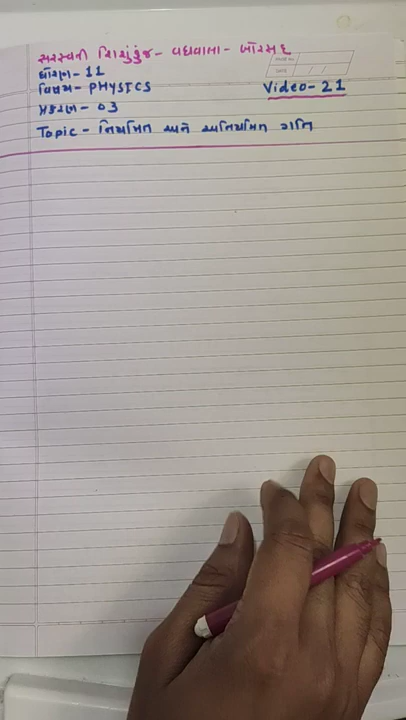 સરસ્વતી શિશુકુંજ - વઘવાલા - બોરસદ
ધોરણ - 11
વિષય - PHYSICS
Video - 21
પ્રકરણ - 03
Topic - નિયમિત અને અનિયમિત ગતિ